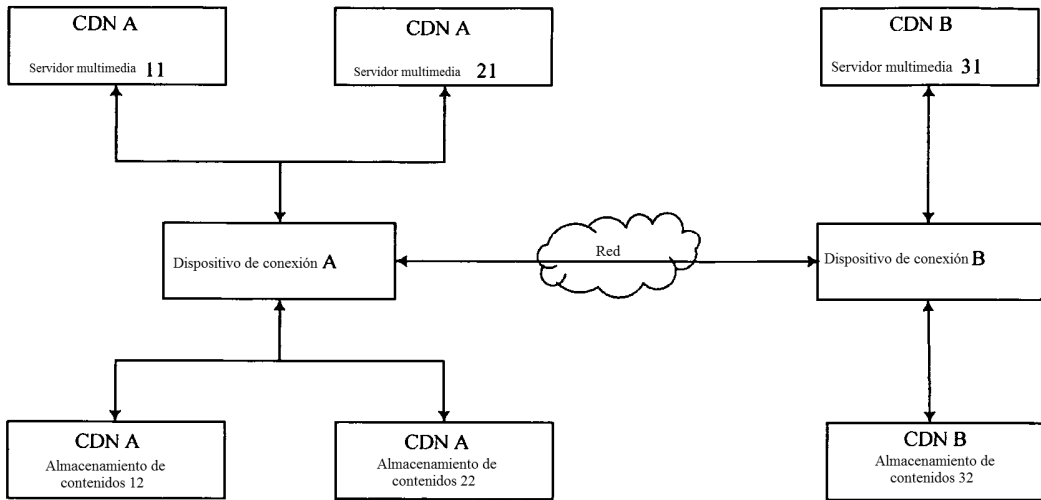 CDN A
Servidor multimedia 11
CDN A
Servidor multimedia 21
CDN B
Servidor multimedia 31
Dispositivo de conexión A
Red
Dispositivo de conexión B
CDN A
Almacenamiento de
contenidos 12
CDN A
Almacenamiento de
contenidos 22
CDN B
Almacenamiento de
contenidos 32